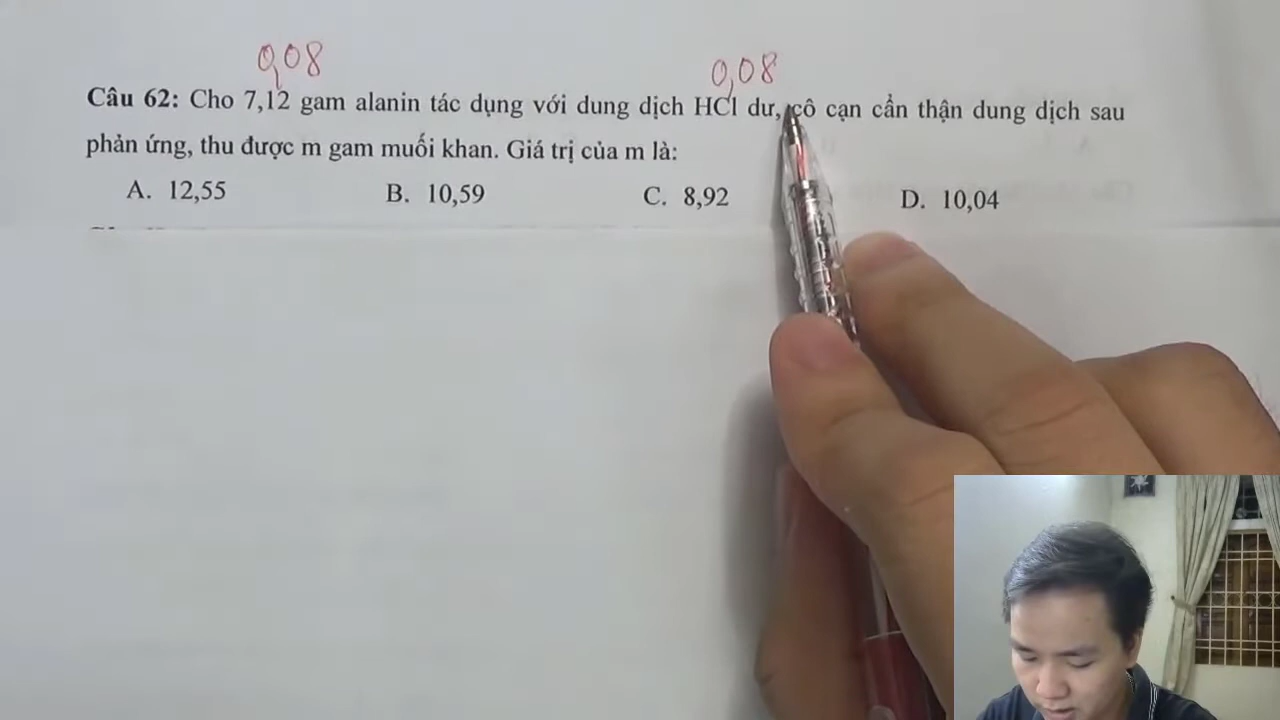 0,08 0,08
Câu 62: Cho 7,12 gam alanin tác dụng với dung dịch HCl dư, cô cạn cẩn thận dung dịch sau
phản ứng, thu được m gam muối khan. Giá trị của m là:
A. 12,55 B. 10,59 C. 8,92 D. 10,04